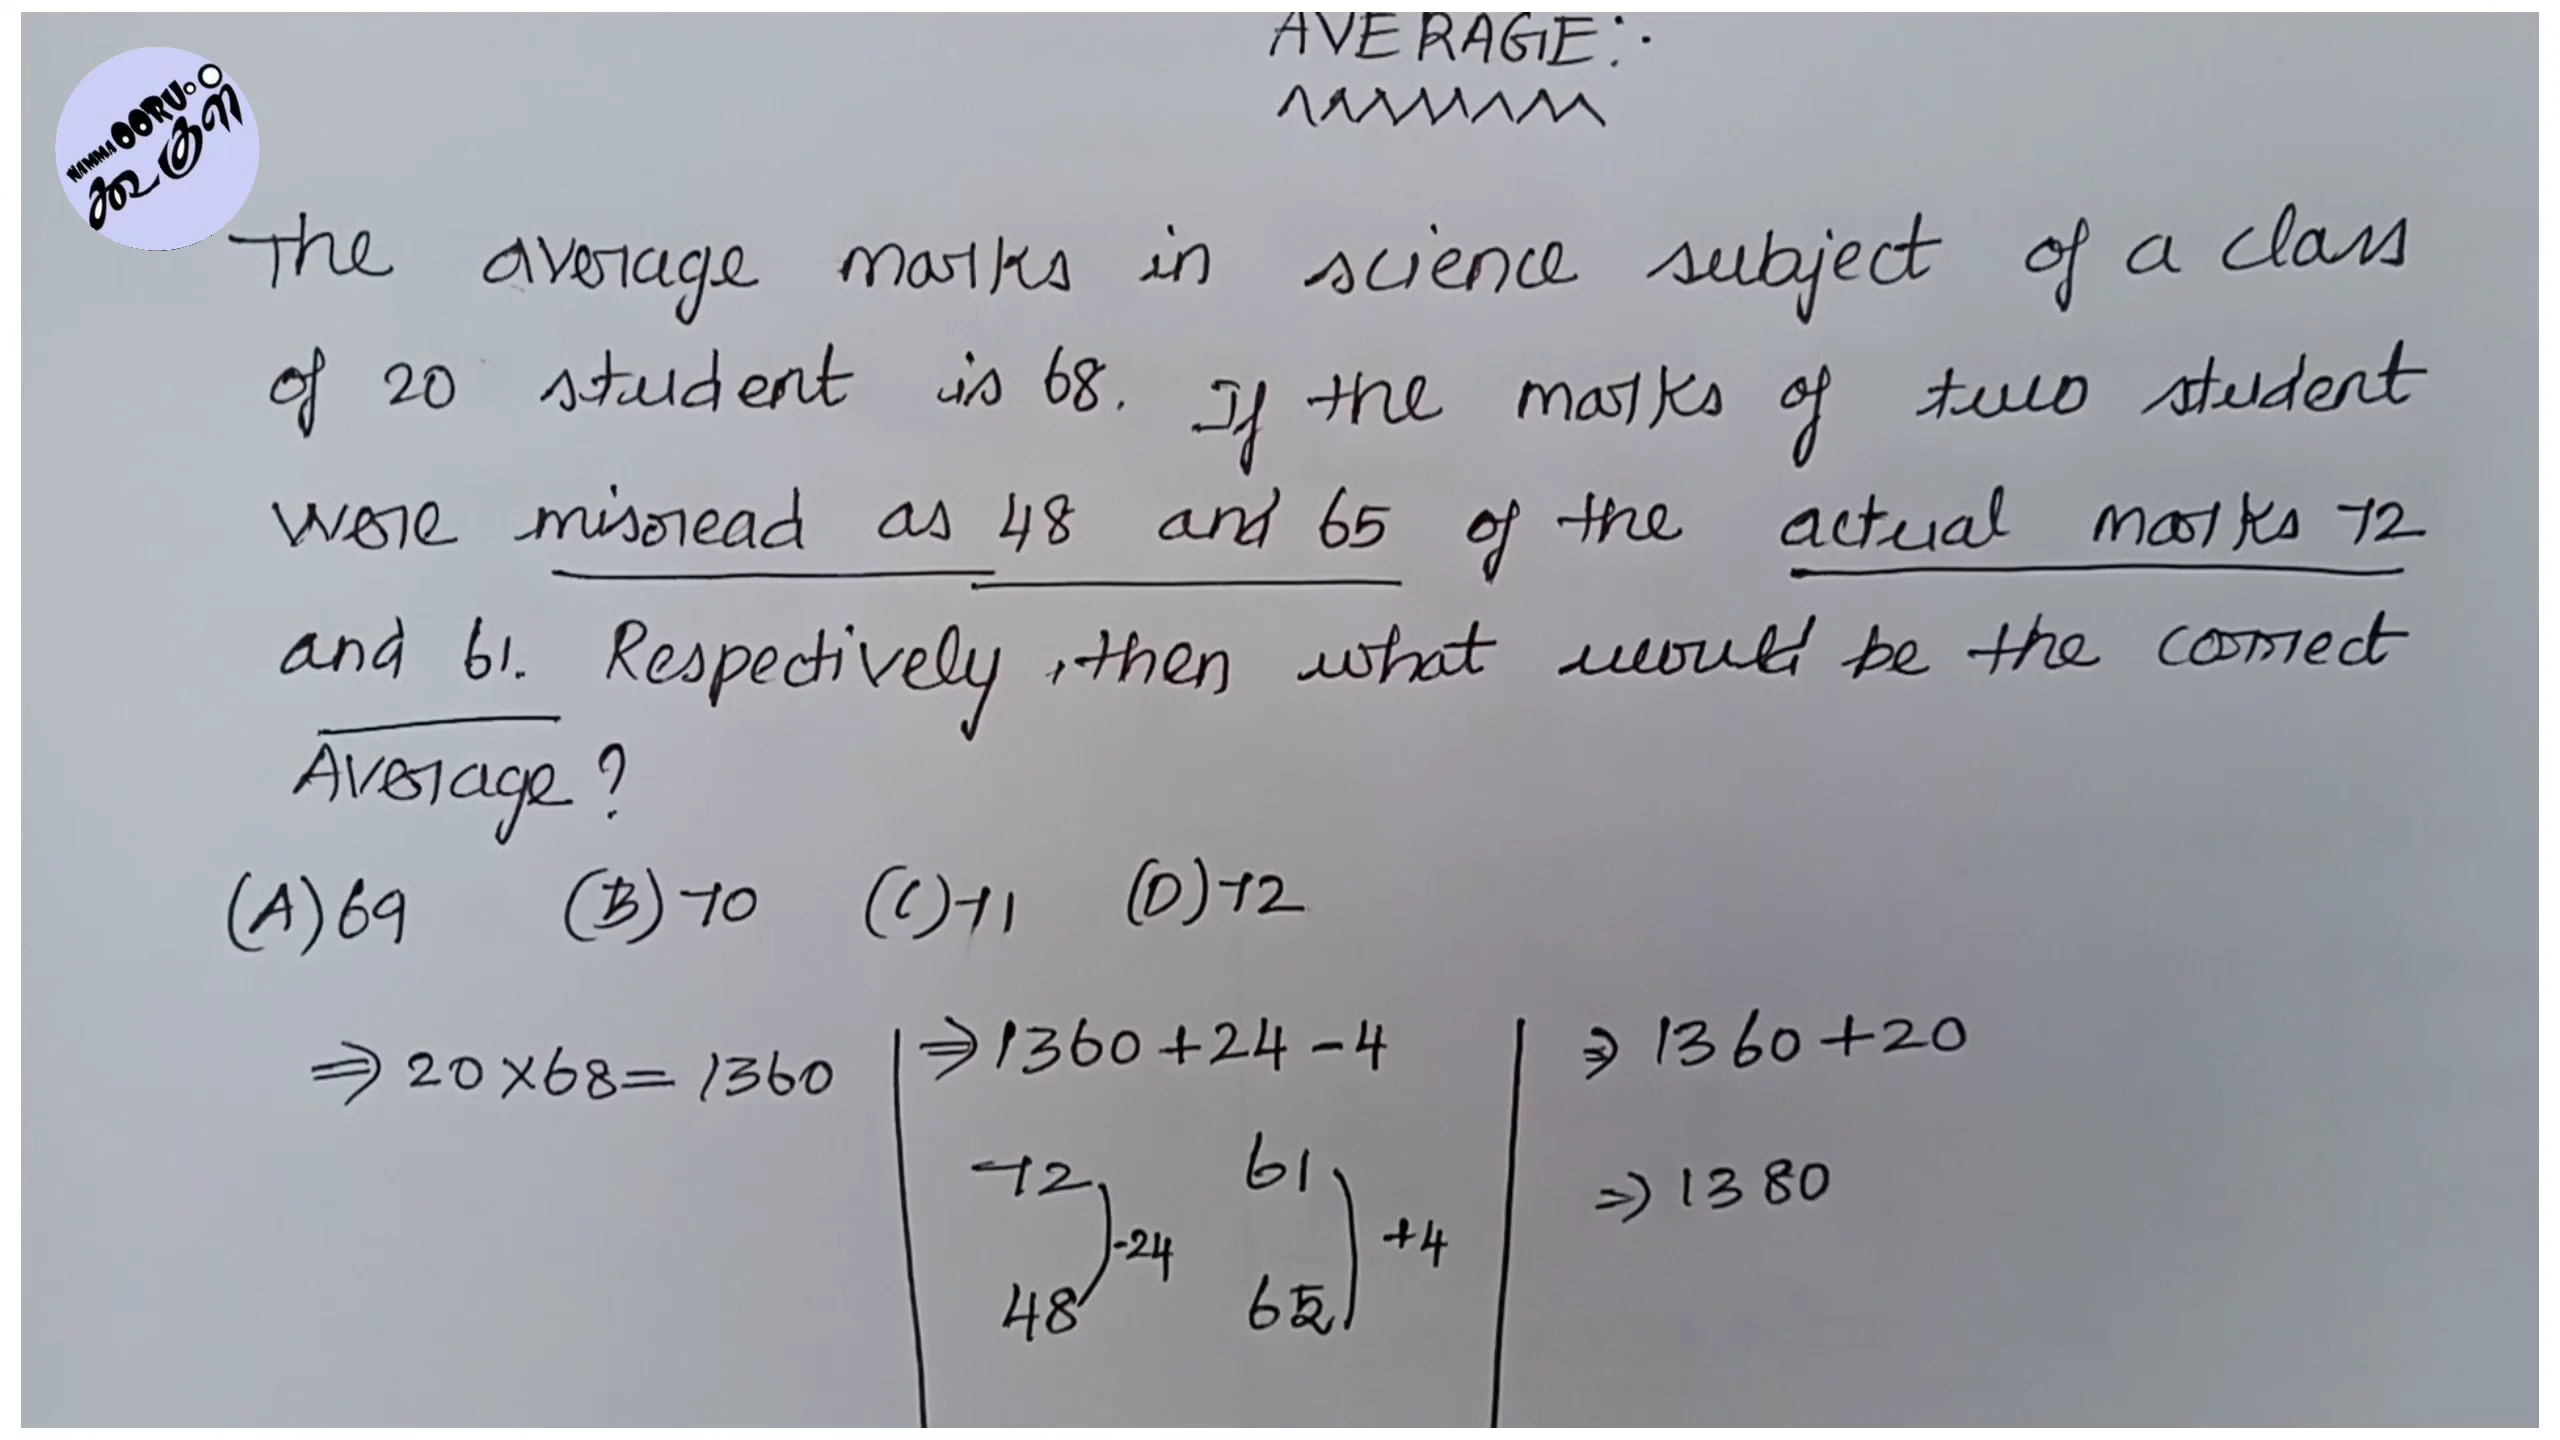 AVERAGE:-
NAMMA OORU
The average marks in science subject of a class
of 20 student is 68. If the marks of two student
were misread as 48 and 65 of the actual marks 72
and 61. Respectively, then what would be the correct
Average?
(A) 69 (B) 70 (C) 71 (D) 72
⇒ 20 × 68 = 1360
⇒ 1360 + 24 - 4
72 61
-24 +4
48 65
⇒ 1360 + 20
⇒ 1380